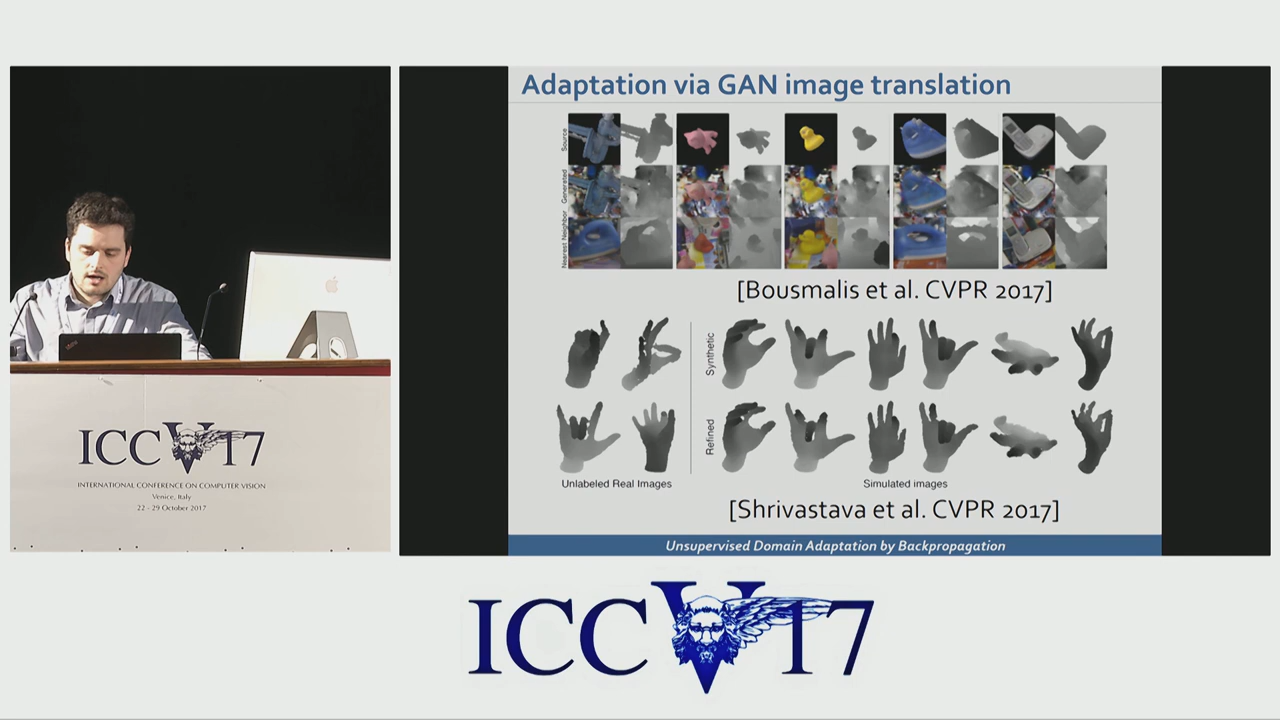 Adaptation via GAN image translation
Source
Generated
Nearest Neighbor
[Bousmalis et al. CVPR 2017]
Synthetic
Refined
Unlabeled Real Images
Simulated images
[Shrivastava et al. CVPR 2017]
Unsupervised Domain Adaptation by Backpropagation
ICCV17
INTERNATIONAL CONFERENCE ON COMPUTER VISION
Venice, Italy
22 - 29 October 2017
ICCV17